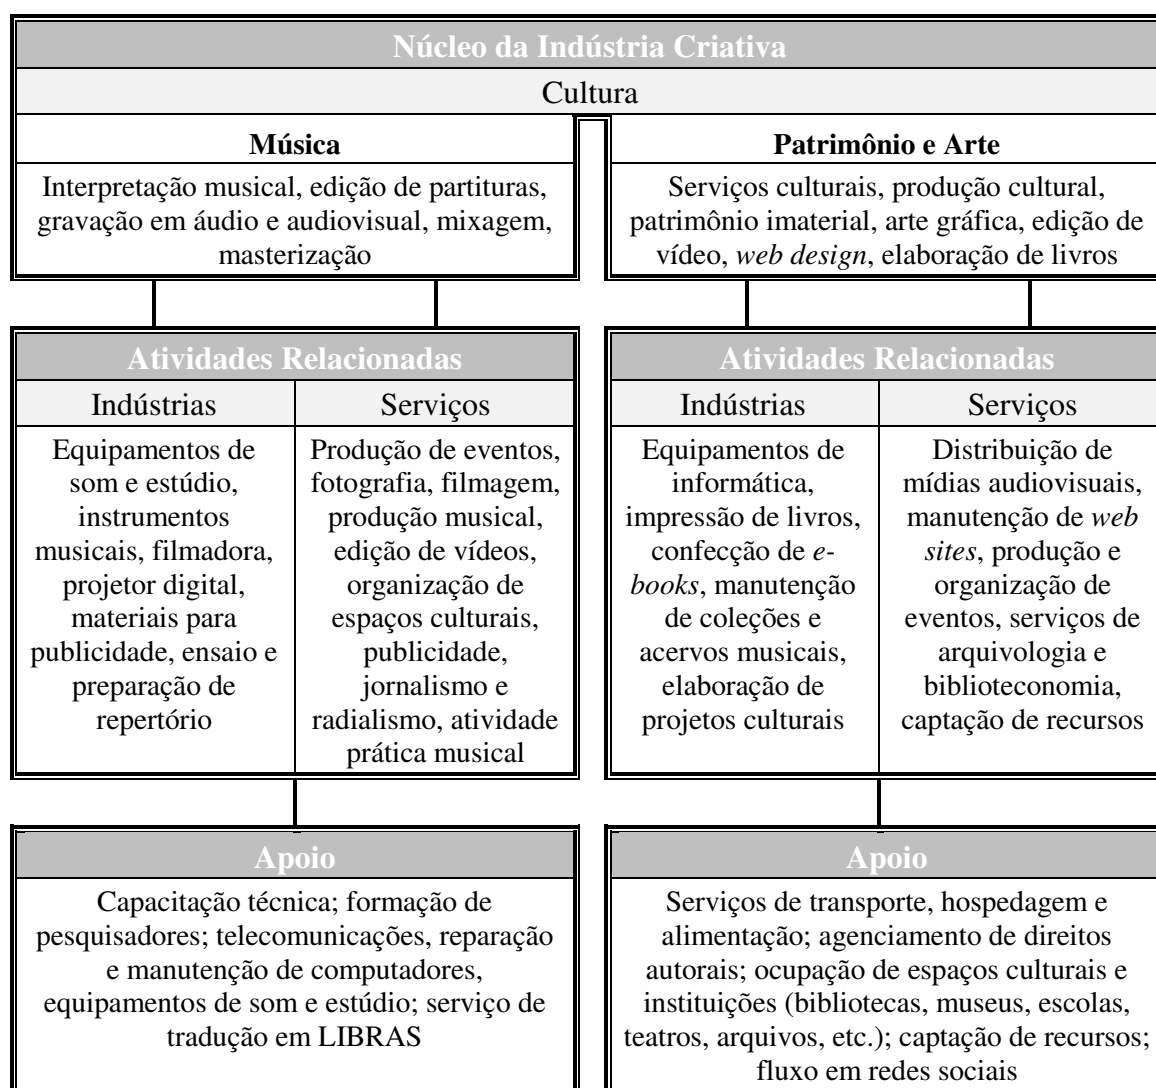 Núcleo da Indústria Criativa
Cultura
Música
Interpretação musical, edição de partituras,
gravação em áudio e audiovisual, mixagem,
masterização
Patrimônio e Arte
Serviços culturais, produção cultural,
patrimônio imaterial, arte gráfica, edição de
vídeo, web design, elaboração de livros
Atividades Relacionadas
Indústrias
Equipamentos de
som e estúdio,
instrumentos
musicais, filmadora,
projetor digital,
materiais para
publicidade, ensaio e
preparação de
repertório
Serviços
Produção de eventos,
fotografia, filmagem,
produção musical,
edição de vídeos,
organização de
espaços culturais,
publicidade,
jornalismo e
radialismo, atividade
prática musical
Atividades Relacionadas
Indústrias
Equipamentos de
informática,
impressão de livros,
confecção de e-
books, manutenção
de coleções e
acervos musicais,
elaboração de
projetos culturais
Serviços
Distribuição de
mídias audiovisuais,
manutenção de web
sites, produção e
organização de
eventos, serviços de
arquivologia e
biblioteconomia,
captação de recursos
Apoio
Capacitação técnica; formação de
pesquisadores; telecomunicações, reparação
e manutenção de computadores,
equipamentos de som e estúdio; serviço de
tradução em LIBRAS
Apoio
Serviços de transporte, hospedagem e
alimentação; agenciamento de direitos
autorais; ocupação de espaços culturais e
instituições (bibliotecas, museus, escolas,
teatros, arquivos, etc.); captação de recursos;
fluxo em redes sociais